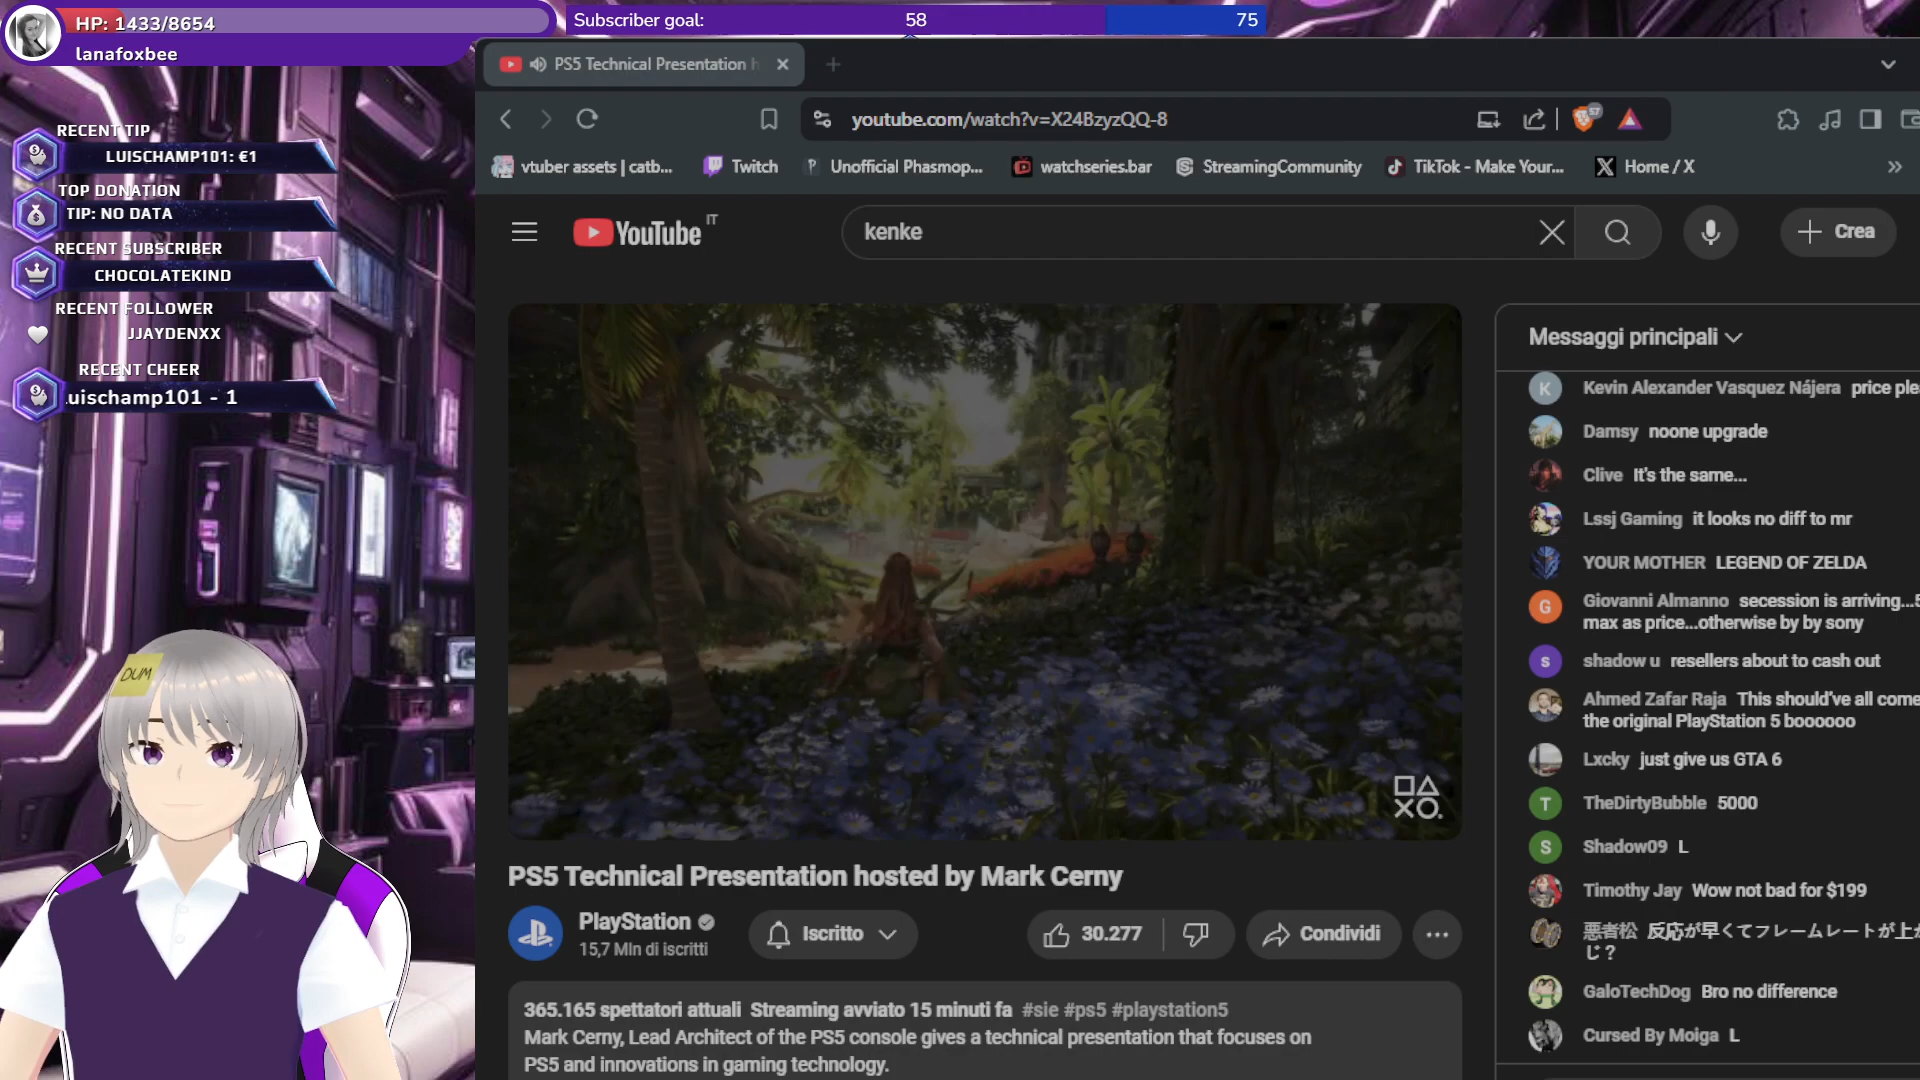 HP: 1433/8654
lanafoxbee
Subscriber goal: 58 75
RECENT TIP
LUISCHAMP101: €1
TOP DONATION
TIP: NO DATA
RECENT SUBSCRIBER
CHOCOLATEKIND
RECENT FOLLOWER
JJAYDENXX
RECENT CHEER
uischamp101 - 1
DUM
PS5 Technical Presentation h
youtube.com/watch?v=X24BzyzQQ-8
57
vtuber assets | catb... Twitch Unofficial Phasmop... watchseries.bar StreamingCommunity TikTok - Make Your... Home / X
YouTube IT
kenke
Crea
PS5 Technical Presentation hosted by Mark Cerny
PlayStation
15,7 Mln di iscritti
Iscritto
30.277
Condividi
365.165 spettatori attuali Streaming avviato 15 minuti fa #sie #ps5 #playstation5
Mark Cerny, Lead Architect of the PS5 console gives a technical presentation that focuses on
PS5 and innovations in gaming technology.
Messaggi principali
K Kevin Alexander Vasquez Nájera price ple
Damsy noone upgrade
Clive It's the same...
Lssj Gaming it looks no diff to mr
YOUR MOTHER LEGEND OF ZELDA
G Giovanni Almanno secession is arriving...5
max as price...otherwise by by sony
s shadow u resellers about to cash out
Ahmed Zafar Raja This should've all come
the original PlayStation 5 boooooo
Lxcky just give us GTA 6
T TheDirtyBubble 5000
S Shadow09 L
Timothy Jay Wow not bad for $199
悪者松 反応が早くてフレームレートが上が
じ？
GaloTechDog Bro no difference
Cursed By Moiga L